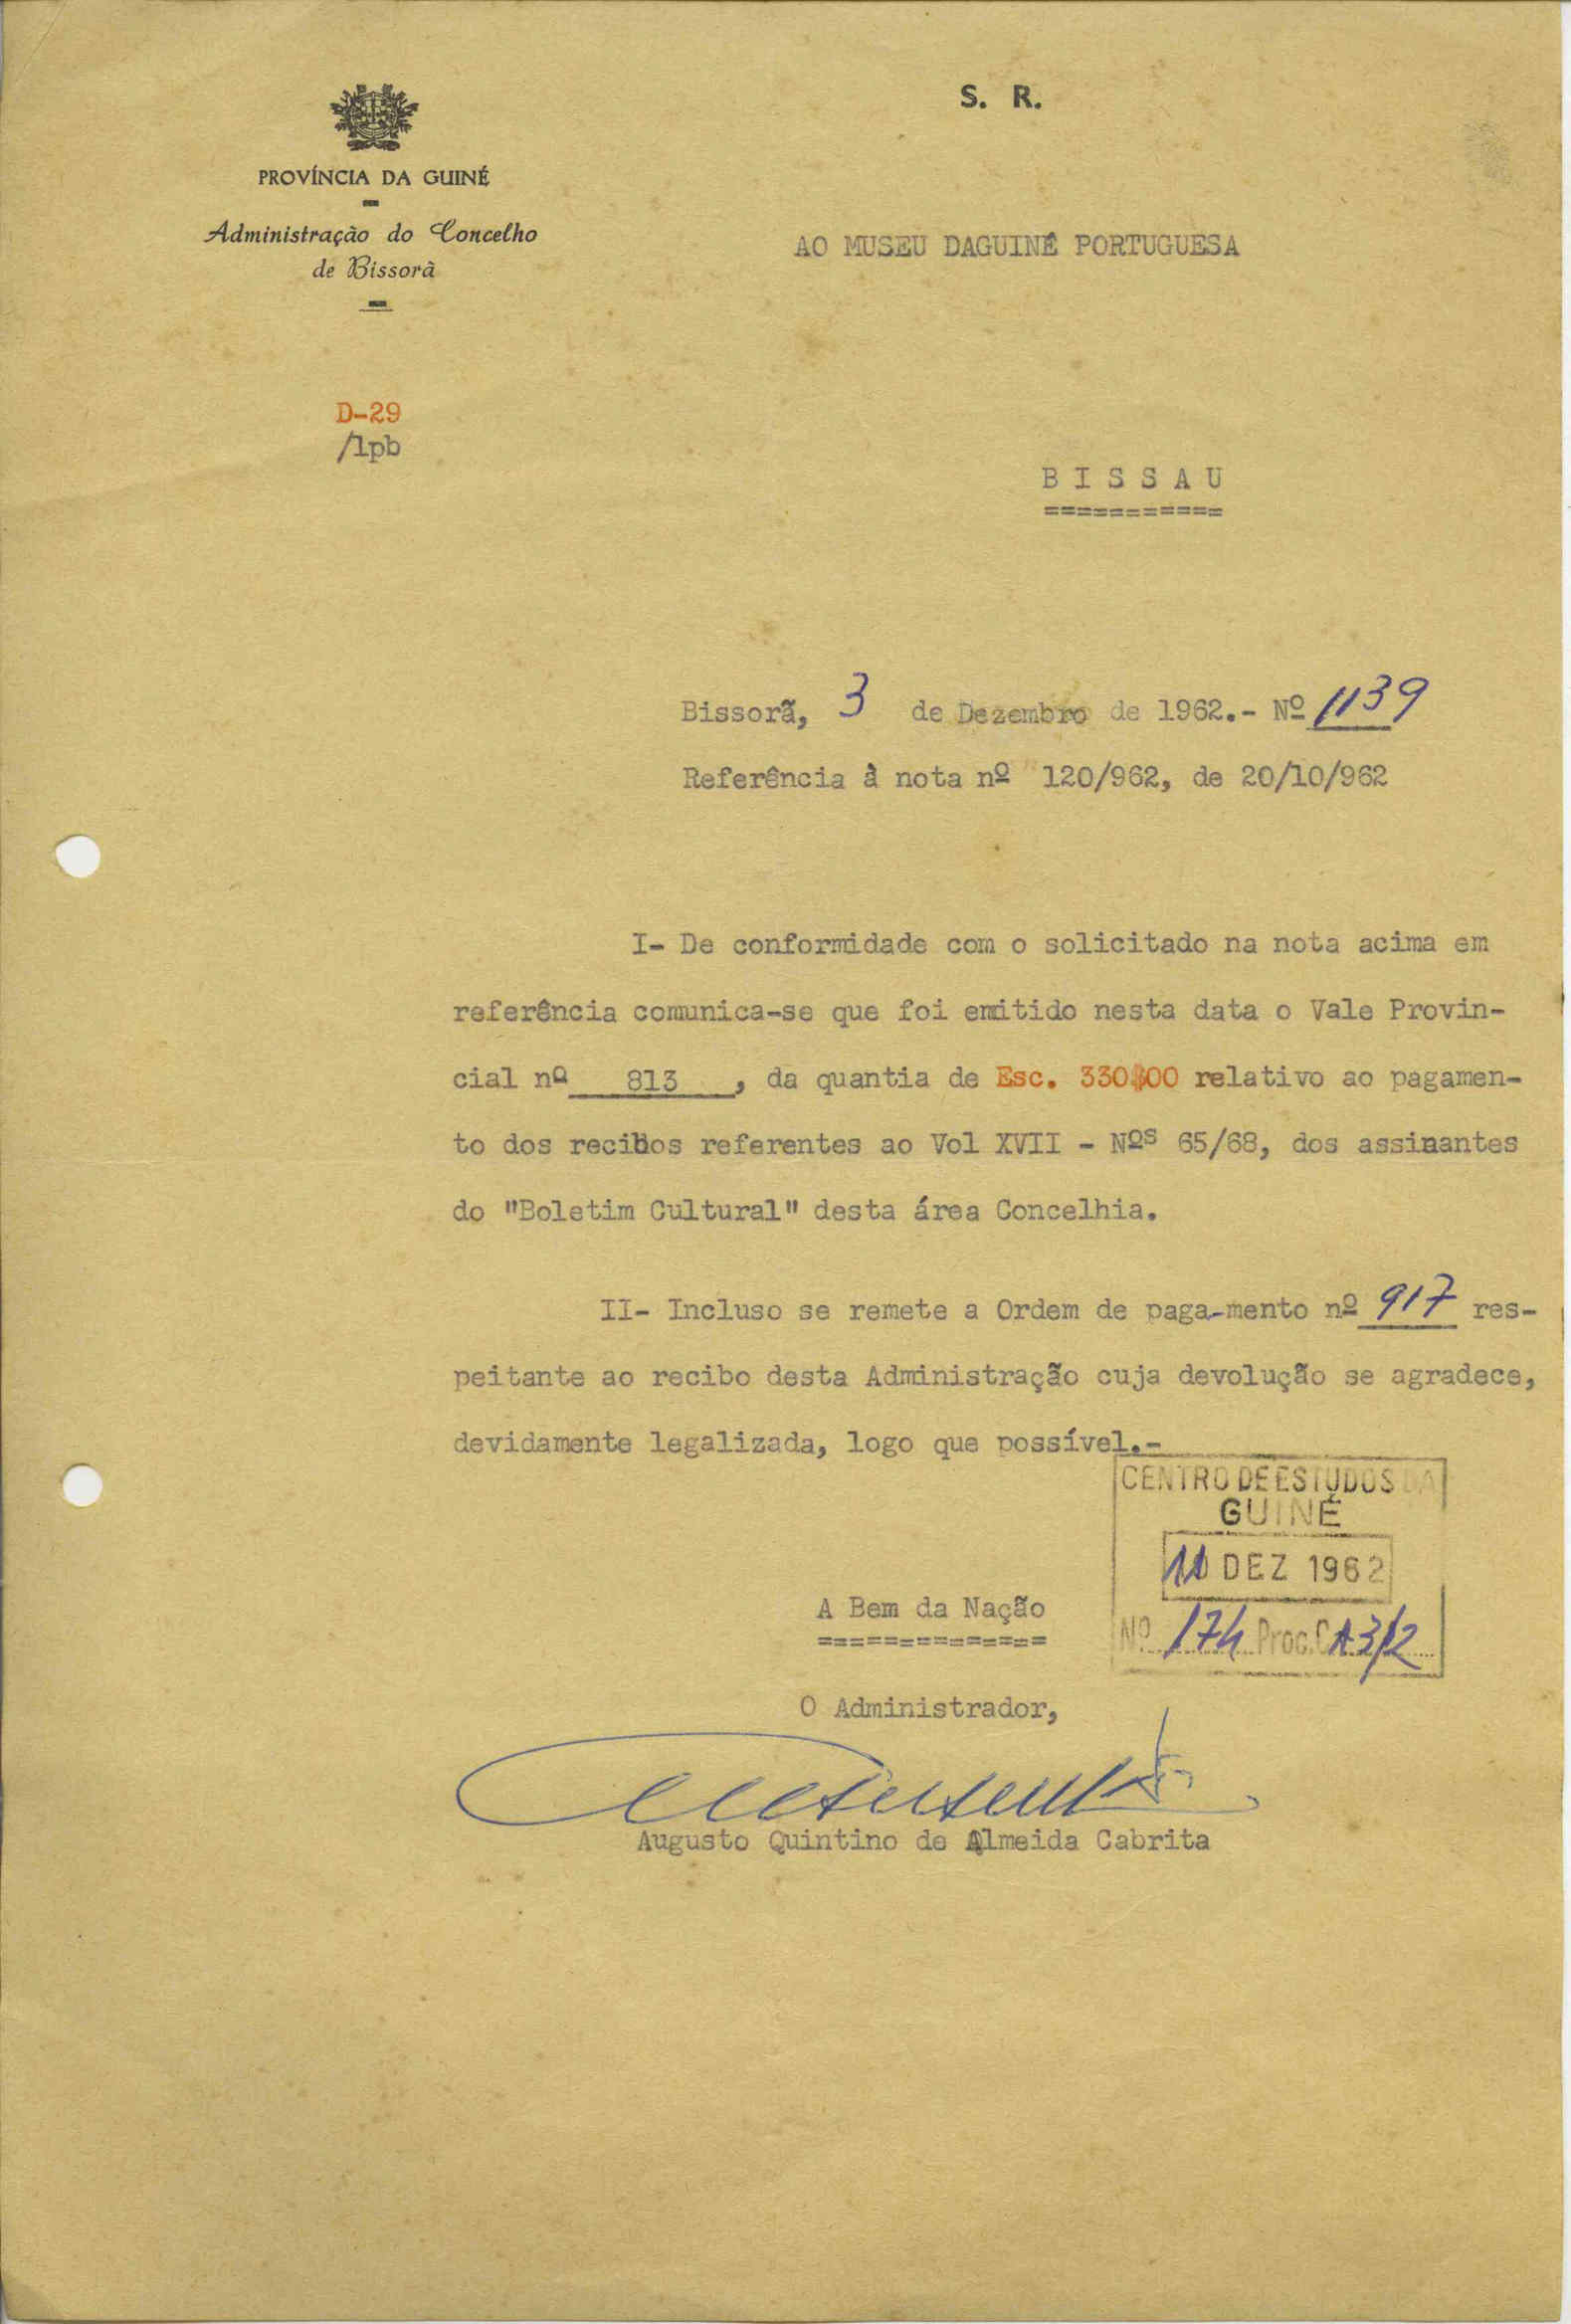 S. R.
PROVÍNCIA DA GUINÉ
Administração do Concelho
de Bissorã
AO MUSEU DAGUINÉ PORTUGUESA
D-29
/lpb
B I S S A U
===========
Bissorã, 3 de Dezembro de 1962.- Nº 1139
Referência à nota nº 120/962, de 20/10/962
I- De conformidade com o solicitado na nota acima em
referência comunica-se que foi emitido nesta data o Vale Provin-
cial nº 813 , da quantia de Esc. 330$00 relativo ao pagamen-
to dos recibos referentes ao Vol XVII - Nºs 65/68, dos assinantes
do "Boletim Cultural" desta área Concelhia.
II- Incluso se remete a Ordem de paga-mento nº 917 res-
peitante ao recibo desta Administração cuja devolução se agradece,
devidamente legalizada, logo que possível.-
CENTRO DE ESTUDOS DA
GUINÉ
11 DEZ 1962
Nº 174 Proc. C A3/2
A Bem da Nação
==============
O Administrador,
Augusto Quintino de Almeida Cabrita